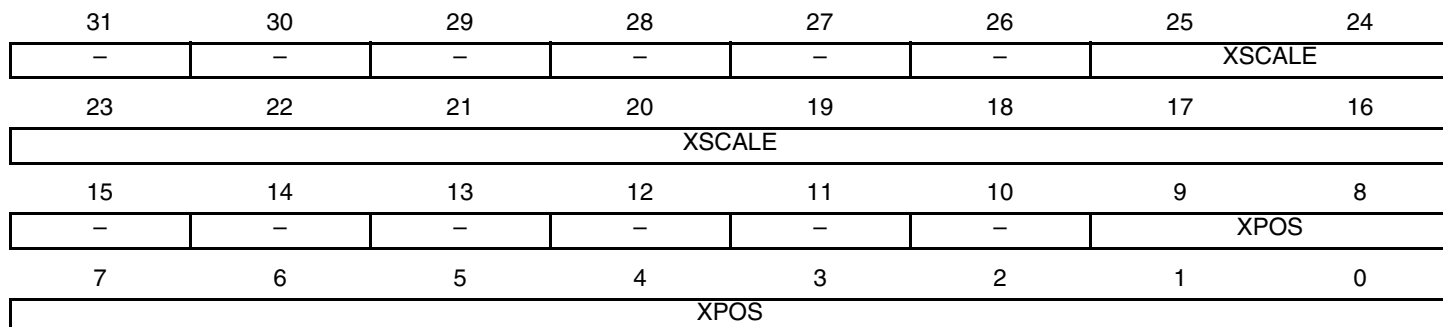 31 30 29 28 27 26 25 24
– – – – – – XSCALE
23 22 21 20 19 18 17 16
XSCALE
15 14 13 12 11 10 9 8
– – – – – – XPOS
7 6 5 4 3 2 1 0
XPOS